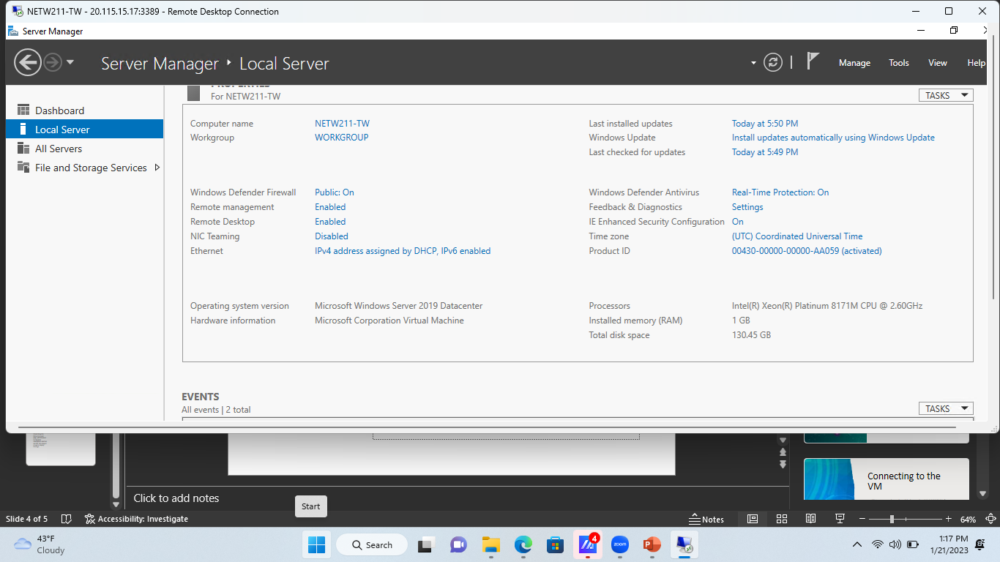 NETW211-TW - 20.115.15.17:3389 - Remote Desktop Connection
Server Manager
Server Manager Local Server
Manage Tools View Help
For NETW211-TW
TASKS
Dashboard
Local Server
All Servers
File and Storage Services
Computer name NETW211-TW
Workgroup WORKGROUP
Last installed updates Today at 5:50 PM
Windows Update Install updates automatically using Windows Update
Last checked for updates Today at 5:49 PM
Windows Defender Firewall Public: On
Remote management Enabled
Remote Desktop Enabled
NIC Teaming Disabled
Ethernet IPv4 address assigned by DHCP, IPv6 enabled
Windows Defender Antivirus Real-Time Protection: On
Feedback & Diagnostics Settings
IE Enhanced Security Configuration On
Time zone (UTC) Coordinated Universal Time
Product ID 00430-00000-00000-AA059 (activated)
Operating system version Microsoft Windows Server 2019 Datacenter
Hardware information Microsoft Corporation Virtual Machine
Processors Intel(R) Xeon(R) Platinum 8171M CPU @ 2.60GHz
Installed memory (RAM) 1 GB
Total disk space 130.45 GB
EVENTS
All events | 2 total
TASKS
Connecting to the
VM
Click to add notes
Start
Slide 4 of 5 Accessibility: Investigate Notes 64%
43°F
Cloudy
Search
4
zoom
1:17 PM
1/21/2023